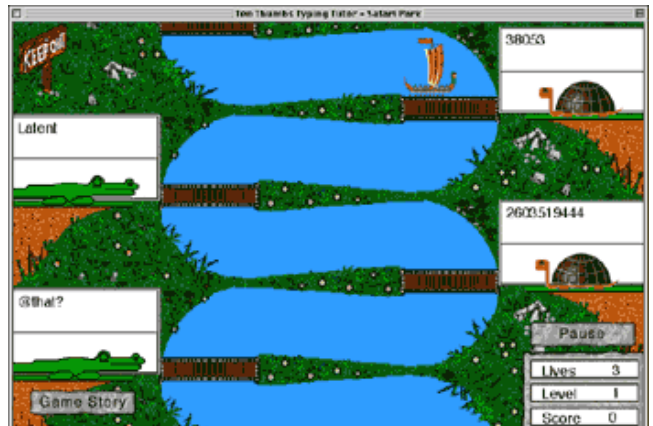 Ten Thumbs Typing Tutor - Safari Park
KEEP OUT
38053
Latent
2603519444
@that?
Pause
Lives 3
Level 1
Game Story
Score 0